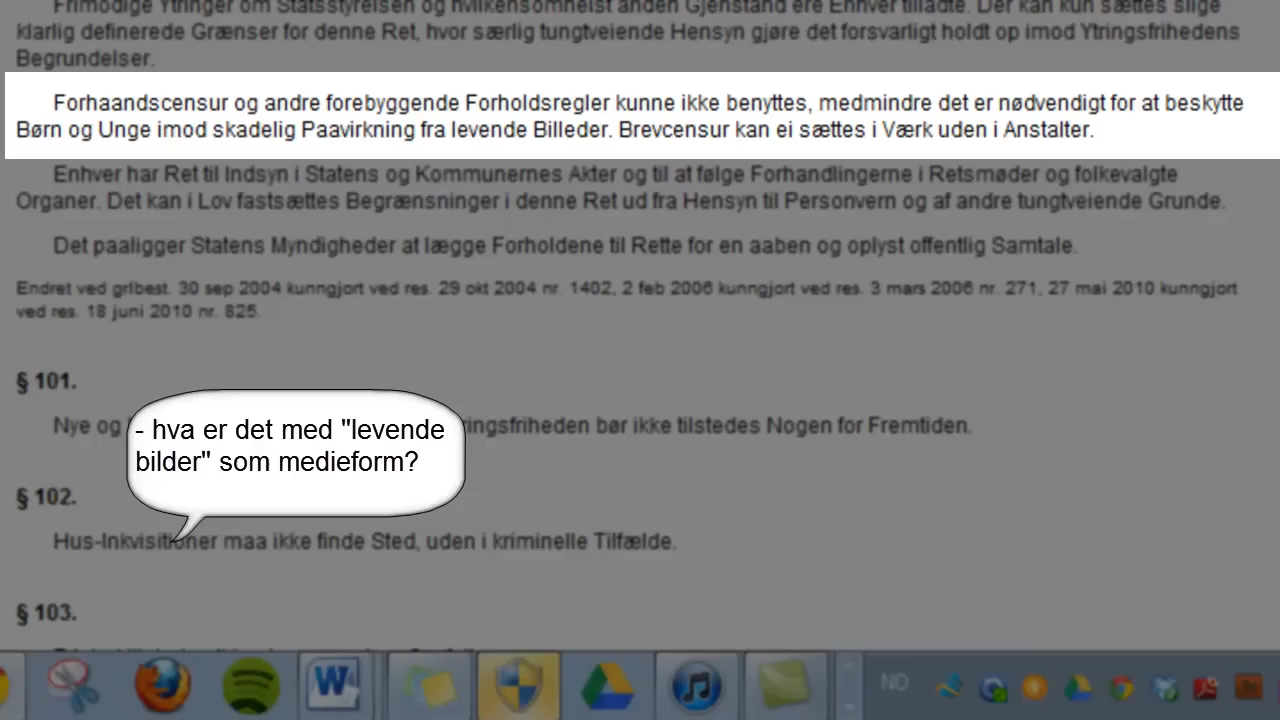 Frimodige Ytringer om Statsstyrelsen og hvilkensomhelst anden Gjenstand ere Enhver tilladte. Der kan kun sættes slige
klarlig definerede Grænser for denne Ret, hvor særlig tungtveiende Hensyn gjøre det forsvarligt holdt op imod Ytringsfrihedens
Begrundelser.
Forhaandscensur og andre forebyggende Forholdsregler kunne ikke benyttes, medmindre det er nødvendigt for at beskytte
Børn og Unge imod skadelig Paavirkning fra levende Billeder. Brevcensur kan ei sættes i Værk uden i Anstalter.
Enhver har Ret til Indsyn i Statens og Kommunernes Akter og til at følge Forhandlingerne i Retsmøder og folkevalgte
Organer. Det kan i Lov fastsættes Begrænsninger i denne Ret ud fra Hensyn til Personvern og af andre tungtveiende Grunde.
Det paaligger Statens Myndigheder at lægge Forholdene til Rette for en aaben og oplyst offentlig Samtale.
Endret ved grlbest. 30 sep 2004 kunngjort ved res. 29 okt 2004 nr. 1402, 2 feb 2006 kunngjort ved res. 3 mars 2006 nr. 271, 27 mai 2010 kunngjort
ved res. 18 juni 2010 nr. 825.
§ 101.
Nye og ringsfriheden bør ikke tilstedes Nogen for Fremtiden.
- hva er det med "levende
bilder" som medieform?
§ 102.
Hus-Inkvisitioner maa ikke finde Sted, uden i kriminelle Tilfælde.
§ 103.
NO